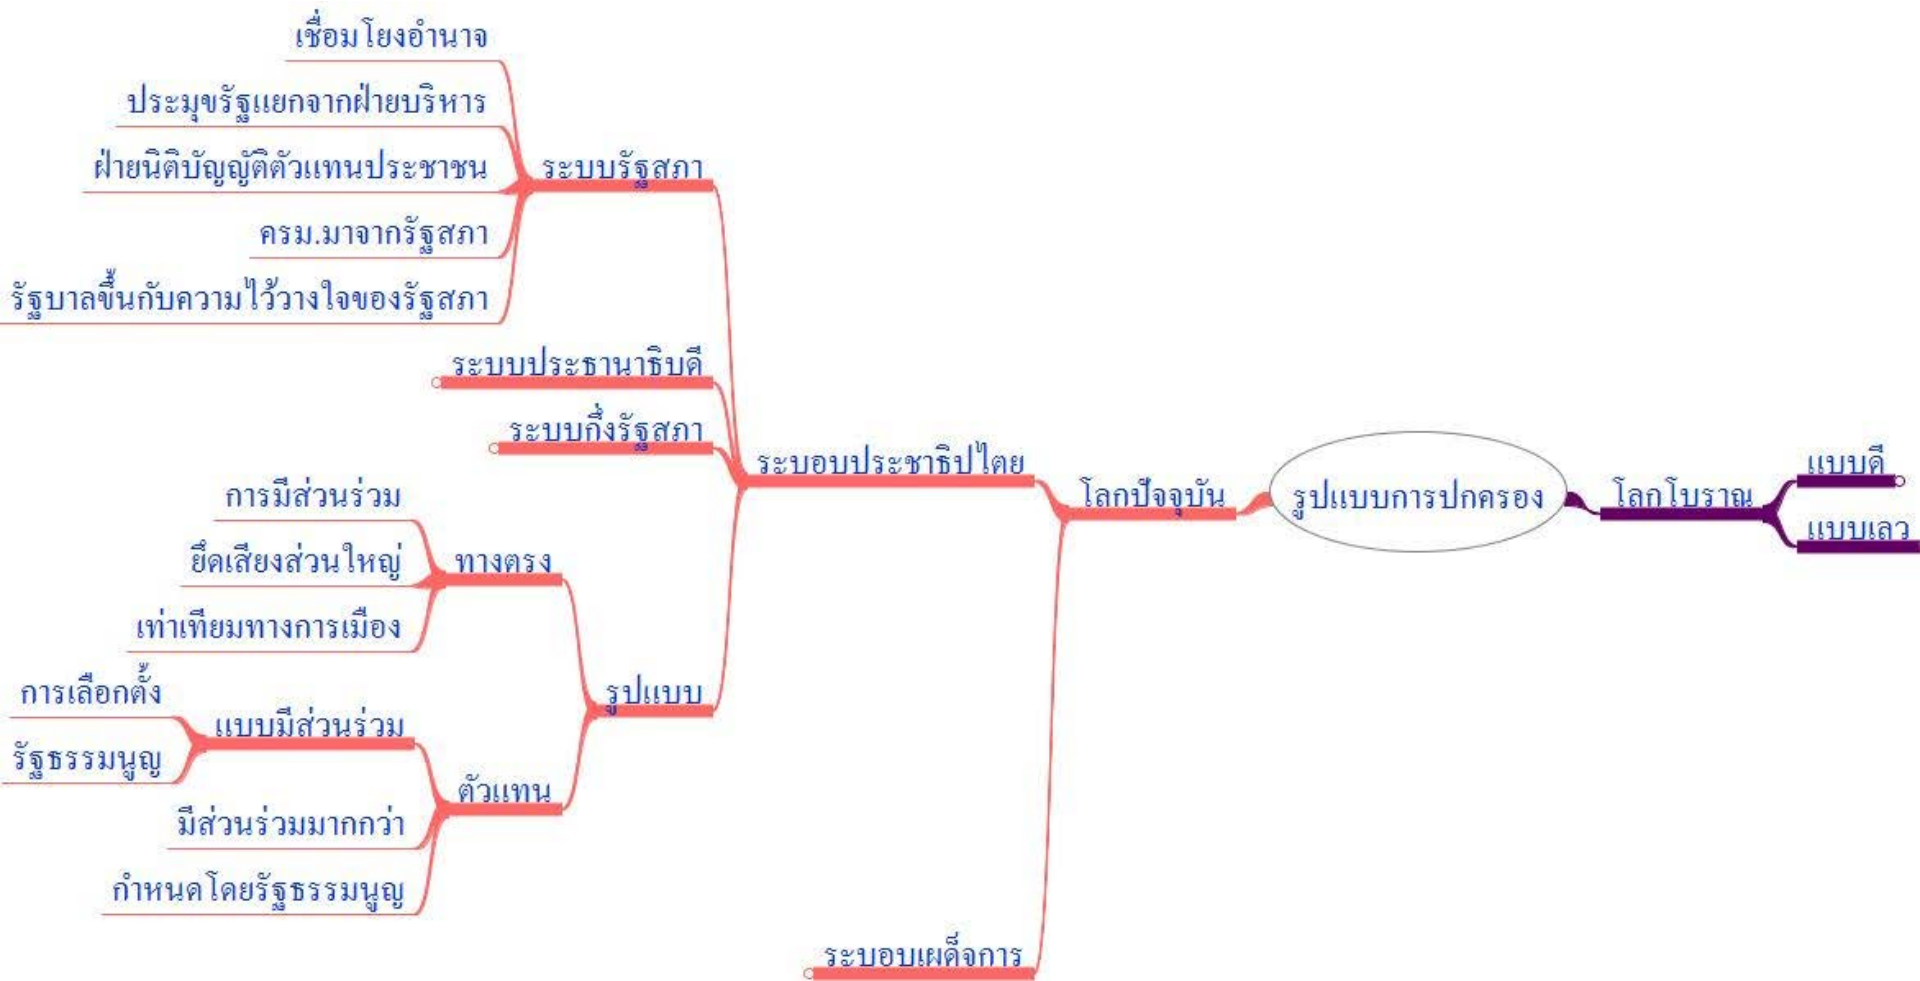 เชื่อมโยงอำนาจ
ประมุขรัฐแยกจากฝ่ายบริหาร
ฝ่ายนิติบัญญัติตัวแทนประชาชน
ระบบรัฐสภา
ครม.มาจากรัฐสภา
รัฐบาลขึ้นกับความไว้วางใจของรัฐสภา
ระบบประธานาธิบดี
ระบบกึ่งรัฐสภา
ระบอบประชาธิปไตย
แบบดี
การมีส่วนร่วม
โลกปัจจุบัน
รูปแบบการปกครอง
โลกโบราณ
แบบเลว
ยึดเสียงส่วนใหญ่
ทางตรง
เท่าเทียมทางการเมือง
การเลือกตั้ง
รูปแบบ
แบบมีส่วนร่วม
รัฐธรรมนูญ
ตัวแทน
มีส่วนร่วมมากกว่า
กำหนดโดยรัฐธรรมนูญ
ระบอบเผด็จการ